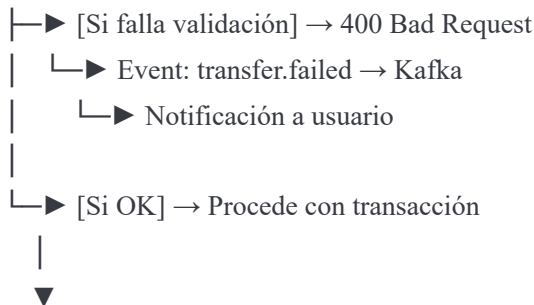 [Si falla validación] → 400 Bad Request
Event: transfer.failed → Kafka
Notificación a usuario
[Si OK] → Procede con transacción